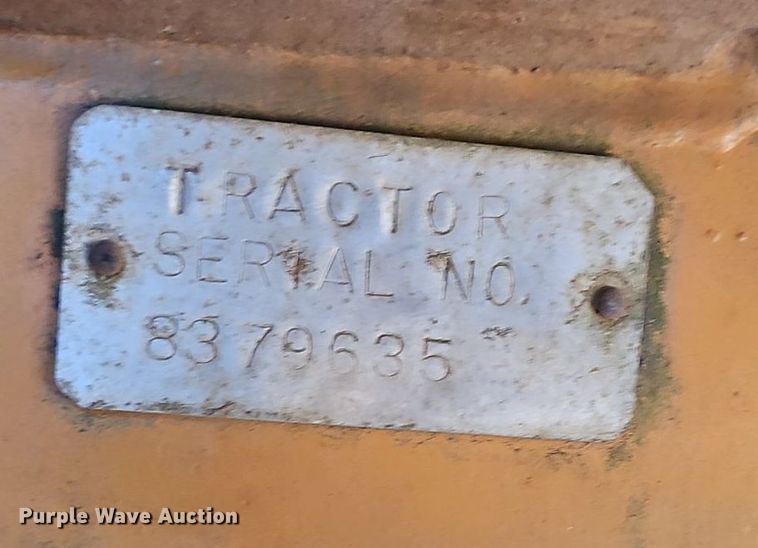 TRACTOR
SERIAL NO.
8379635
Purple Wave Auction